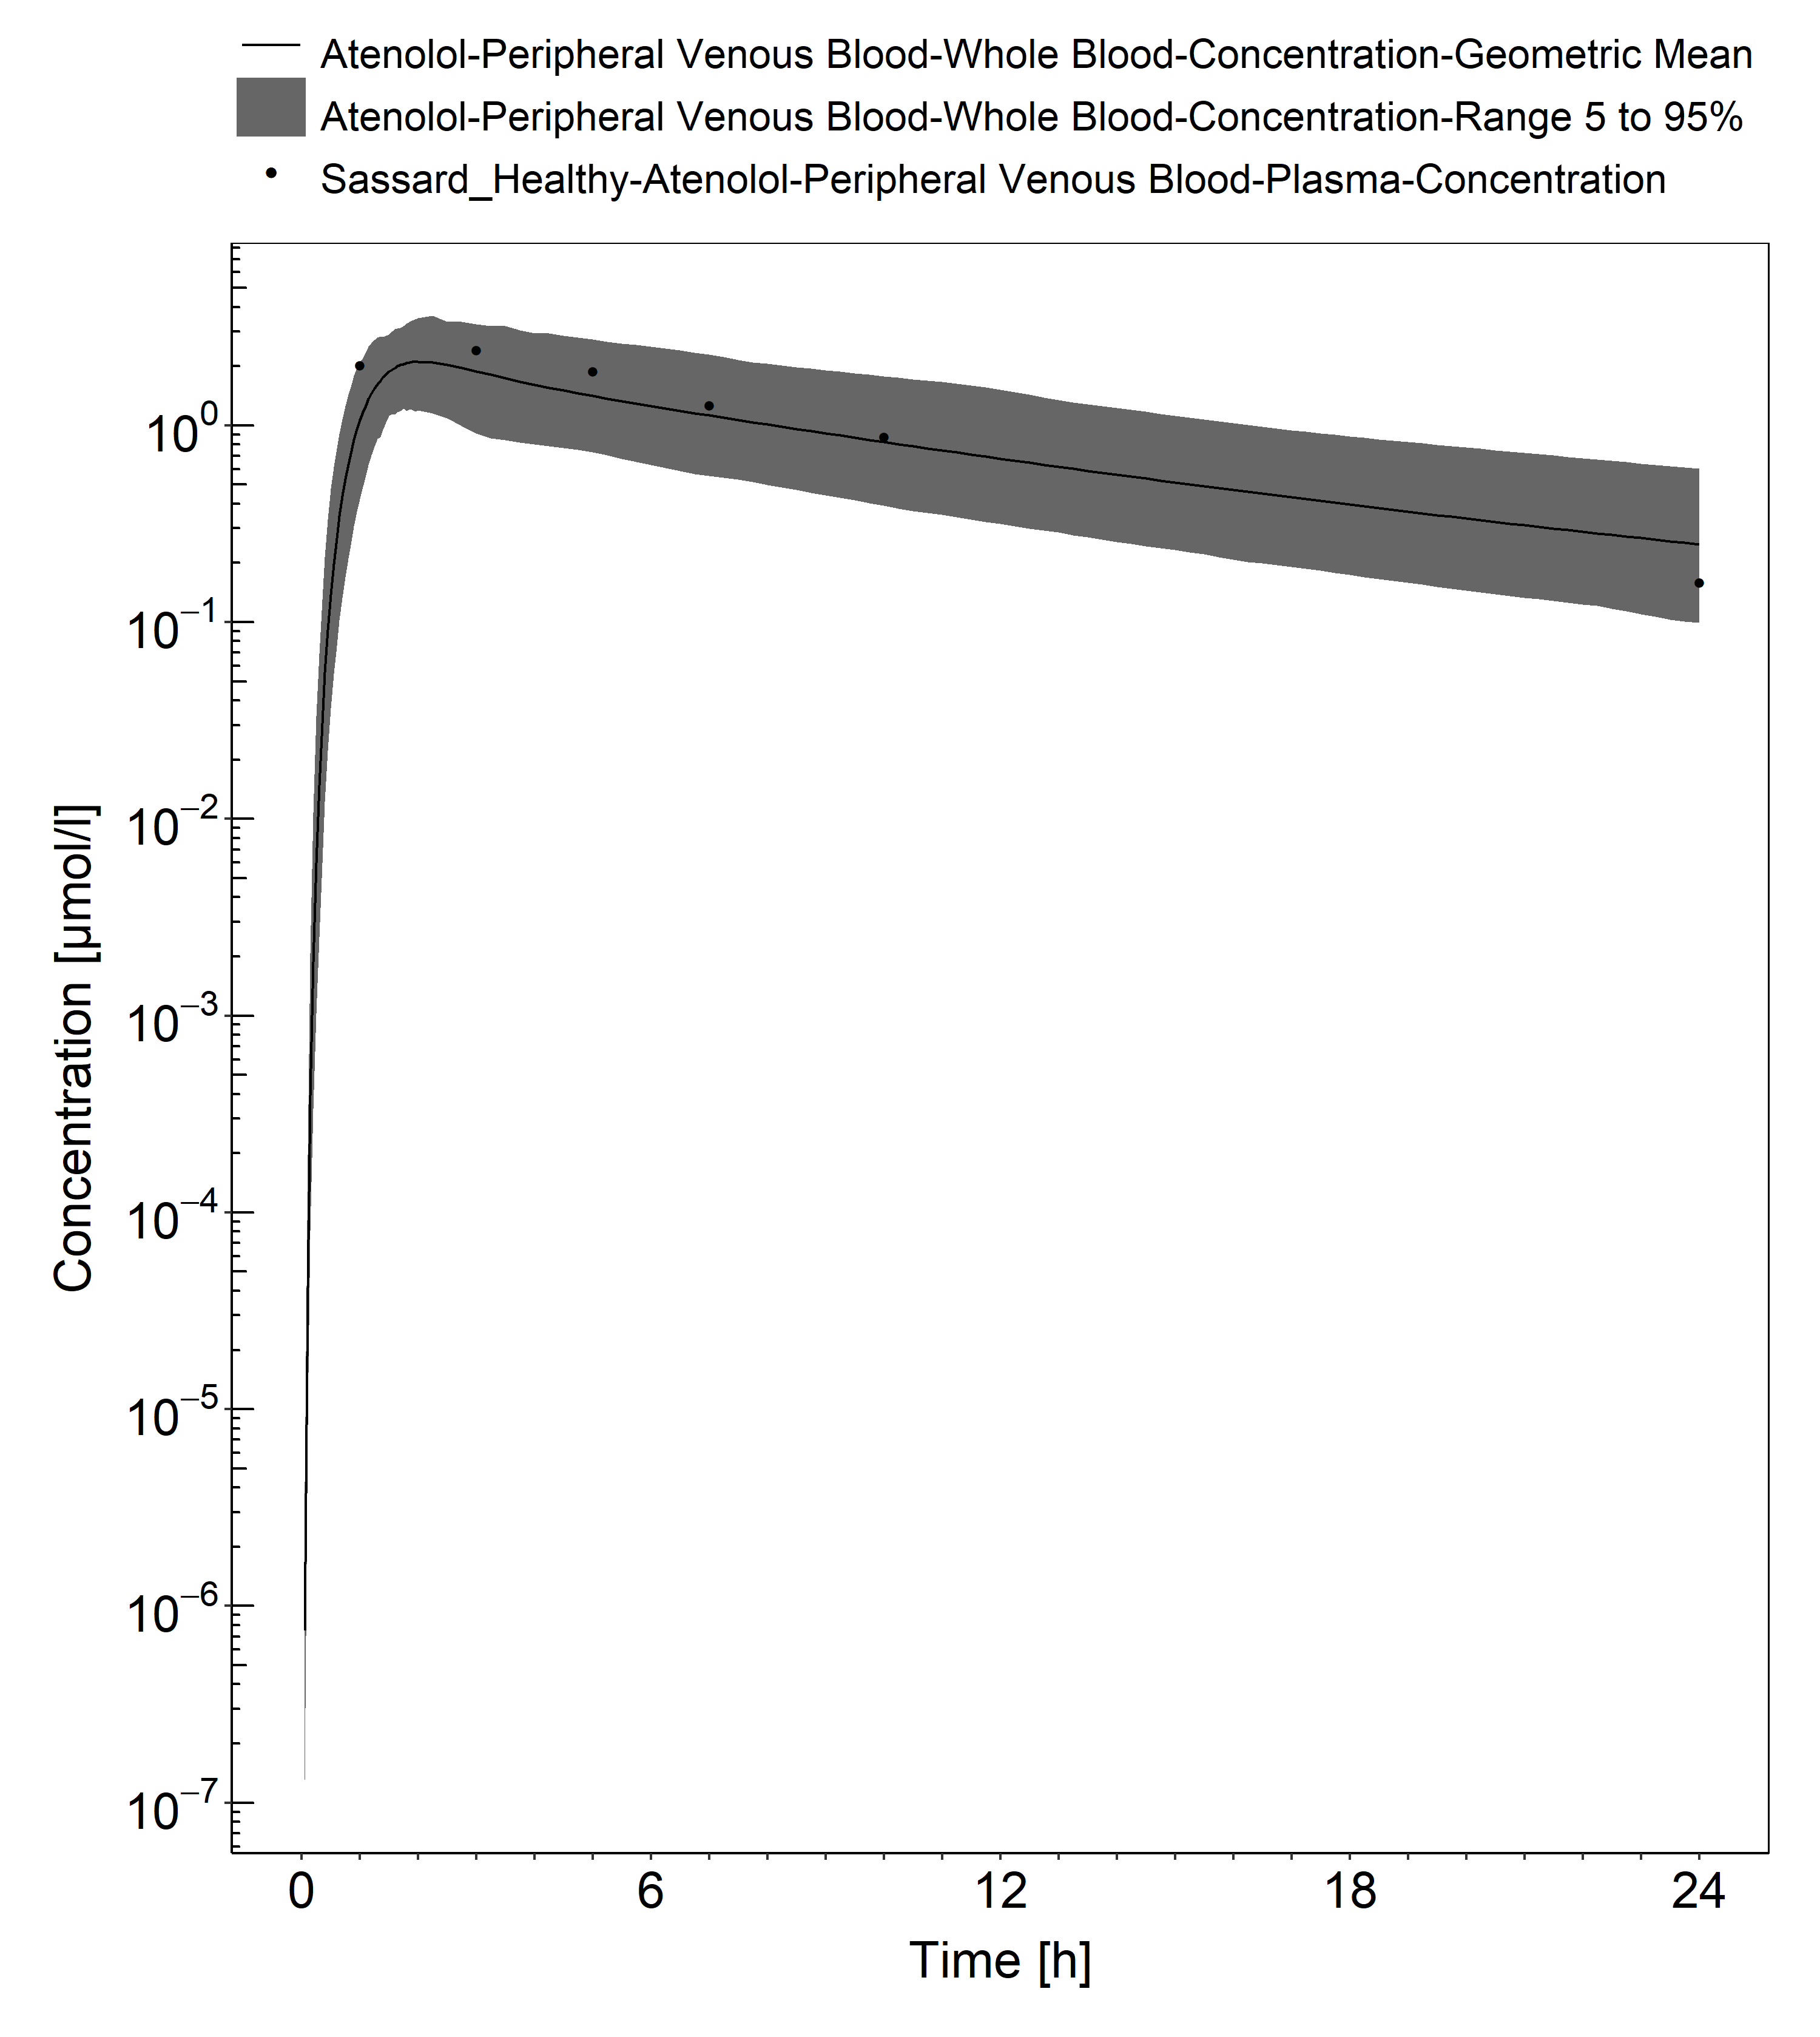 Atenolol-Peripheral Venous Blood-Whole Blood-Concentration-Geometric Mean
Atenolol-Peripheral Venous Blood-Whole Blood-Concentration-Range 5 to 95%
Sassard_Healthy-Atenolol-Peripheral Venous Blood-Plasma-Concentration
10⁰
10⁻¹
10⁻²
10⁻³
10⁻⁴
10⁻⁵
10⁻⁶
10⁻⁷
Concentration [µmol/l]
0 6 12 18 24
Time [h]